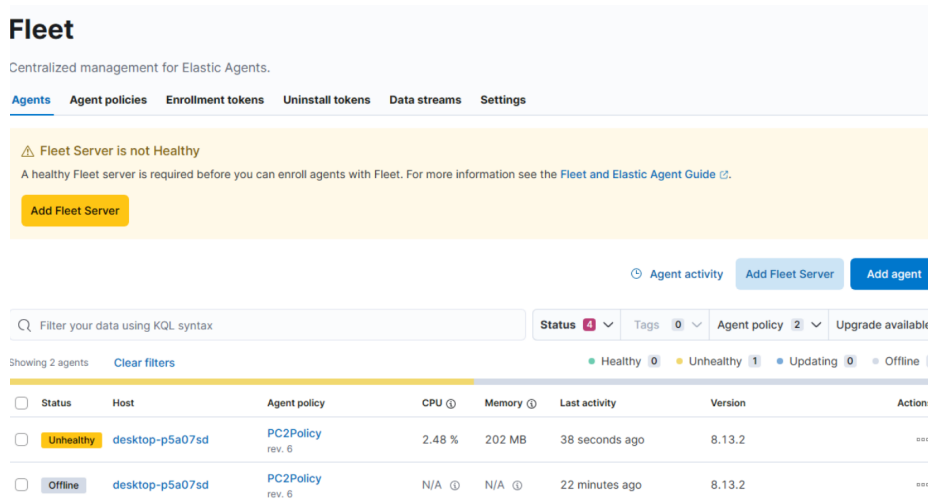 Fleet
Centralized management for Elastic Agents.
Agents Agent policies Enrollment tokens Uninstall tokens Data streams Settings
Fleet Server is not Healthy
A healthy Fleet server is required before you can enroll agents with Fleet. For more information see the Fleet and Elastic Agent Guide.
Add Fleet Server
Agent activity Add Fleet Server Add agent
Filter your data using KQL syntax Status 4 Tags 0 Agent policy 2 Upgrade available
Showing 2 agents Clear filters Healthy 0 Unhealthy 1 Updating 0 Offline
Status Host Agent policy CPU Memory Last activity Version Actions
Unhealthy desktop-p5a07sd PC2Policy rev. 6 2.48 % 202 MB 38 seconds ago 8.13.2
Offline desktop-p5a07sd PC2Policy rev. 6 N/A N/A 22 minutes ago 8.13.2